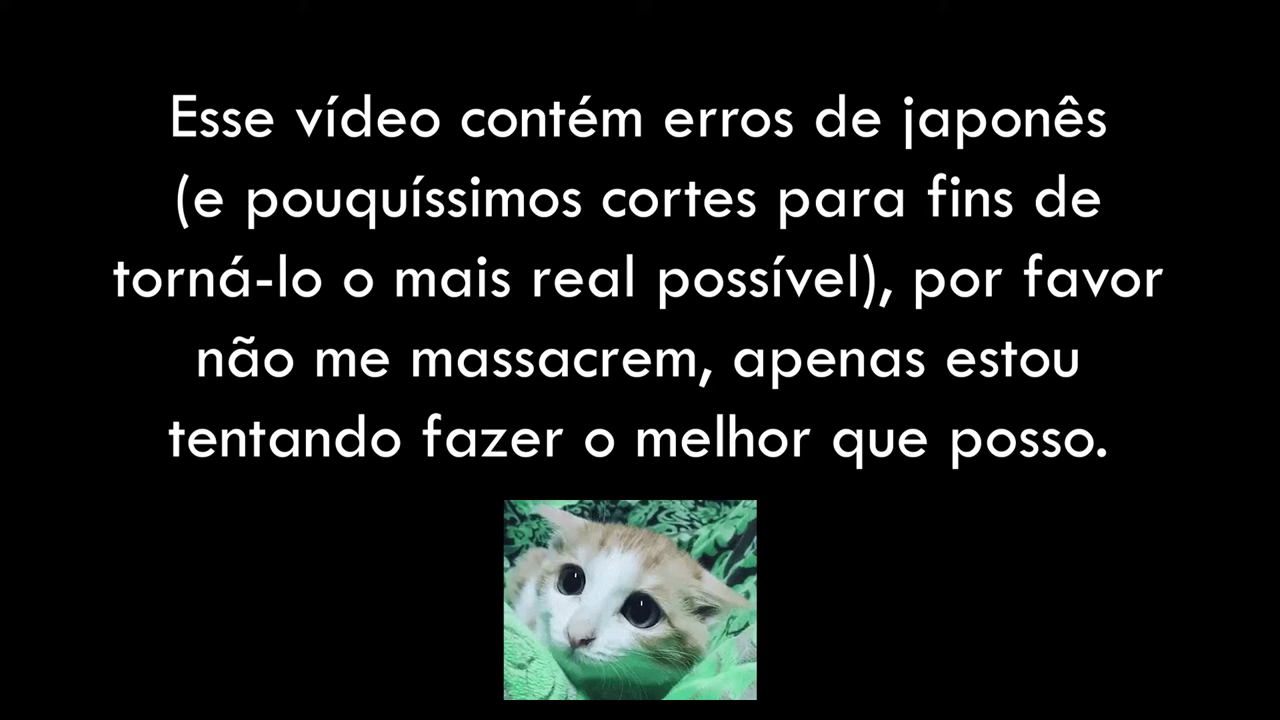 Esse vídeo contém erros de japonês
(e pouquíssimos cortes para fins de
torná-lo o mais real possível), por favor
não me massacrem, apenas estou
tentando fazer o melhor que posso.